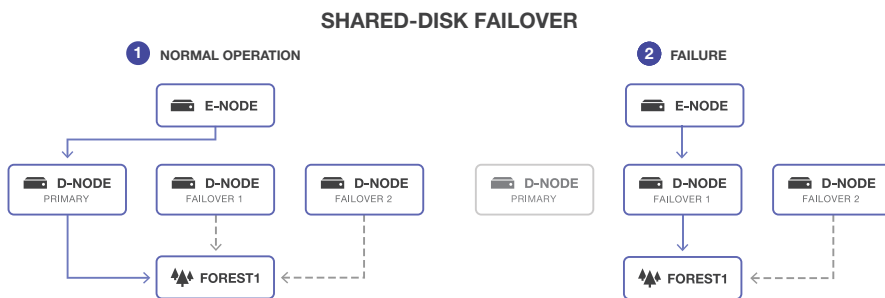 SHARED-DISK FAILOVER
1 NORMAL OPERATION
E-NODE
D-NODE
PRIMARY
D-NODE
FAILOVER 1
D-NODE
FAILOVER 2
FOREST1
2 FAILURE
E-NODE
D-NODE
PRIMARY
D-NODE
FAILOVER 1
D-NODE
FAILOVER 2
FOREST1